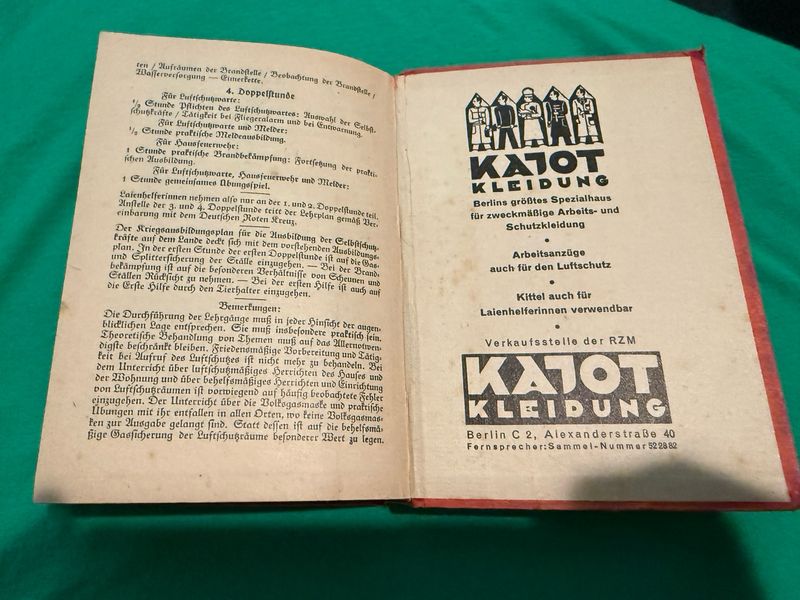 ten / Aufräumen der Brandstelle / Beobachtung der Brandstelle /
Wasserversorgung — Eimerkette.
4. Doppelstunde
Für Luftschutzwarte:
1/2 Stunde Pflichten des Luftschutzwartes: Auswahl der Selbst-
schutzkräfte / Tätigkeit bei Fliegeralarm und bei Entwarnung.
Für Luftschutzwarte und Melder:
1/2 Stunde praktische Meldeausbildung.
Für Hausfeuerwehr:
1 Stunde praktische Brandbekämpfung: Fortsetzung der prakti-
schen Ausbildung.
Für Luftschutzwarte, Hausfeuerwehr und Melder:
1 Stunde gemeinsames Übungsspiel.
Laienhelferinnen nehmen also nur an der 1. und 2. Doppelstunde teil.
Anstelle der 3. und 4. Doppelstunde tritt der Lehrplan gemäß Ver-
einbarung mit dem Deutschen Roten Kreuz.
Der Kriegsausbildungsplan für die Ausbildung der Selbstschutz-
kräfte auf dem Lande deckt sich mit dem vorstehenden Ausbildungs-
plan. In der ersten Stunde der ersten Doppelstunde ist auf die Gas-
und Splittersicherung der Ställe einzugehen. — Bei der Brand-
bekämpfung ist auf die besonderen Verhältnisse von Scheunen und
Ställen Rücksicht zu nehmen. — Bei der ersten Hilfe ist auch auf
die Erste Hilfe durch den Tierhalter einzugehen.
Bemerkungen:
Die Durchführung der Lehrgänge muß in jeder Hinsicht der augen-
blicklichen Lage entsprechen. Sie muß insbesondere praktisch sein.
Theoretische Behandlung von Themen muß auf das Allernotwen-
digste beschränkt bleiben. Friedensmäßige Vorbereitung und Tätig-
keit bei Aufruf des Luftschutzes ist nicht mehr zu behandeln. Bei
dem Unterricht über luftschutzmäßiges Herrichten des Hauses und
der Wohnung und über behelfsmäßiges Herrichten und Einrichtung
von Luftschutzräumen ist vorwiegend auf häufig beobachtete Fehler
einzugehen. Der Unterricht über die Volksgasmaske und praktische
Übungen mit ihr entfallen in allen Orten, wo keine Volksgasmas-
ken zur Ausgabe gelangt sind. Statt dessen ist auf die behelfsmä-
ßige Gassicherung der Luftschutzräume besonderer Wert zu legen.
KAJOT
KLEIDUNG
Berlins größtes Spezialhaus
für zweckmäßige Arbeits- und
Schutzkleidung
•
Arbeitsanzüge
auch für den Luftschutz
•
Kittel auch für
Laienhelferinnen verwendbar
•
Verkaufsstelle der RZM
KAJOT
KLEIDUNG
Berlin C 2, Alexanderstraße 40
Fernsprecher: Sammel-Nummer 522882